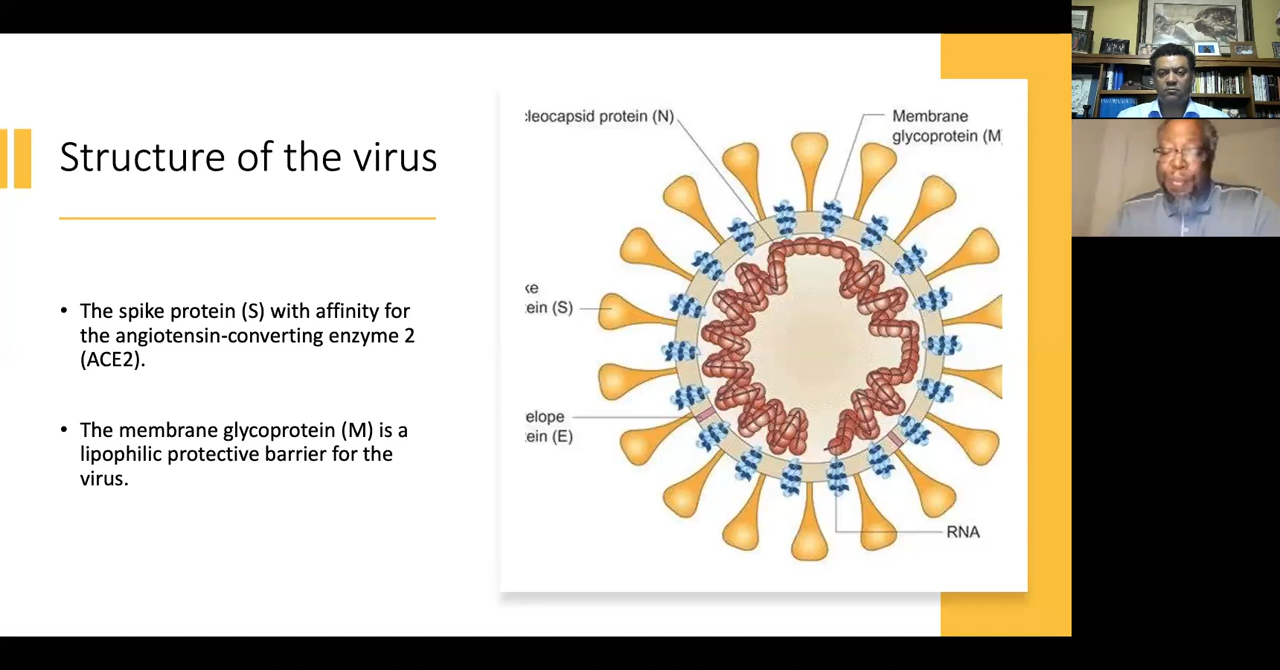 Structure of the virus
• The spike protein (S) with affinity for
the angiotensin-converting enzyme 2
(ACE2).
• The membrane glycoprotein (M) is a
lipophilic protective barrier for the
virus.
leocapsid protein (N)
Membrane
glycoprotein (M
ke
ein (S)
elope
ein (E)
RNA